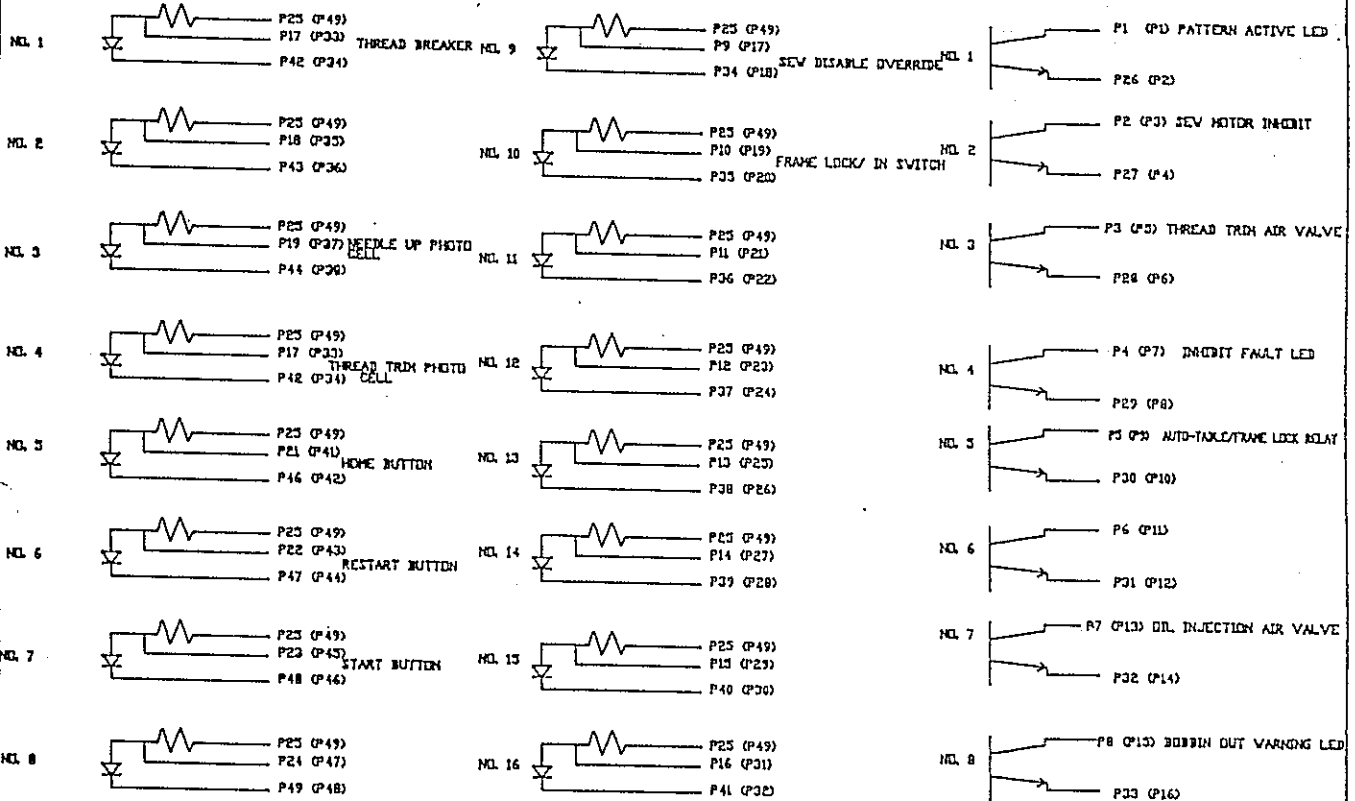 NO. 1
P25 (P49)
P17 (P33)
P42 (P34)
THREAD BREAKER
NO. 2
P25 (P49)
P18 (P35)
P43 (P36)
NO. 3
P25 (P49)
P19 (P37)
P44 (P38)
NEEDLE UP PHOTO
CELL
NO. 4
P25 (P49)
P17 (P33)
P42 (P34)
THREAD TRIM PHOTO
CELL
NO. 5
P25 (P49)
P21 (P41)
P46 (P42)
HOME BUTTON
NO. 6
P25 (P49)
P22 (P43)
P47 (P44)
RESTART BUTTON
NO. 7
P25 (P49)
P23 (P45)
P48 (P46)
START BUTTON
NO. 8
P25 (P49)
P24 (P47)
P49 (P48)
NO. 9
P25 (P49)
P9 (P17)
P34 (P18)
SEW DISABLE OVERRIDE
NO. 10
P25 (P49)
P10 (P19)
P35 (P20)
FRAME LOCK/ IN SWITCH
NO. 11
P25 (P49)
P11 (P21)
P36 (P22)
NO. 12
P25 (P49)
P12 (P23)
P37 (P24)
NO. 13
P25 (P49)
P13 (P25)
P38 (P26)
NO. 14
P25 (P49)
P14 (P27)
P39 (P28)
NO. 15
P25 (P49)
P15 (P29)
P40 (P30)
NO. 16
P25 (P49)
P16 (P31)
P41 (P32)
NO. 1
P1 (P1) PATTERN ACTIVE LED
P26 (P2)
NO. 2
P2 (P3) SEW MOTOR INHIBIT
P27 (P4)
NO. 3
P3 (P5) THREAD TRIM AIR VALVE
P28 (P6)
NO. 4
P4 (P7) INHIBIT FAULT LED
P29 (P8)
NO. 5
P5 (P9) AUTO-TABLE/FRAME LOCK RELAY
P30 (P10)
NO. 6
P6 (P11)
P31 (P12)
NO. 7
P7 (P13) OIL INJECTION AIR VALVE
P32 (P14)
NO. 8
P8 (P15) BOBBIN OUT WARNING LED
P33 (P16)